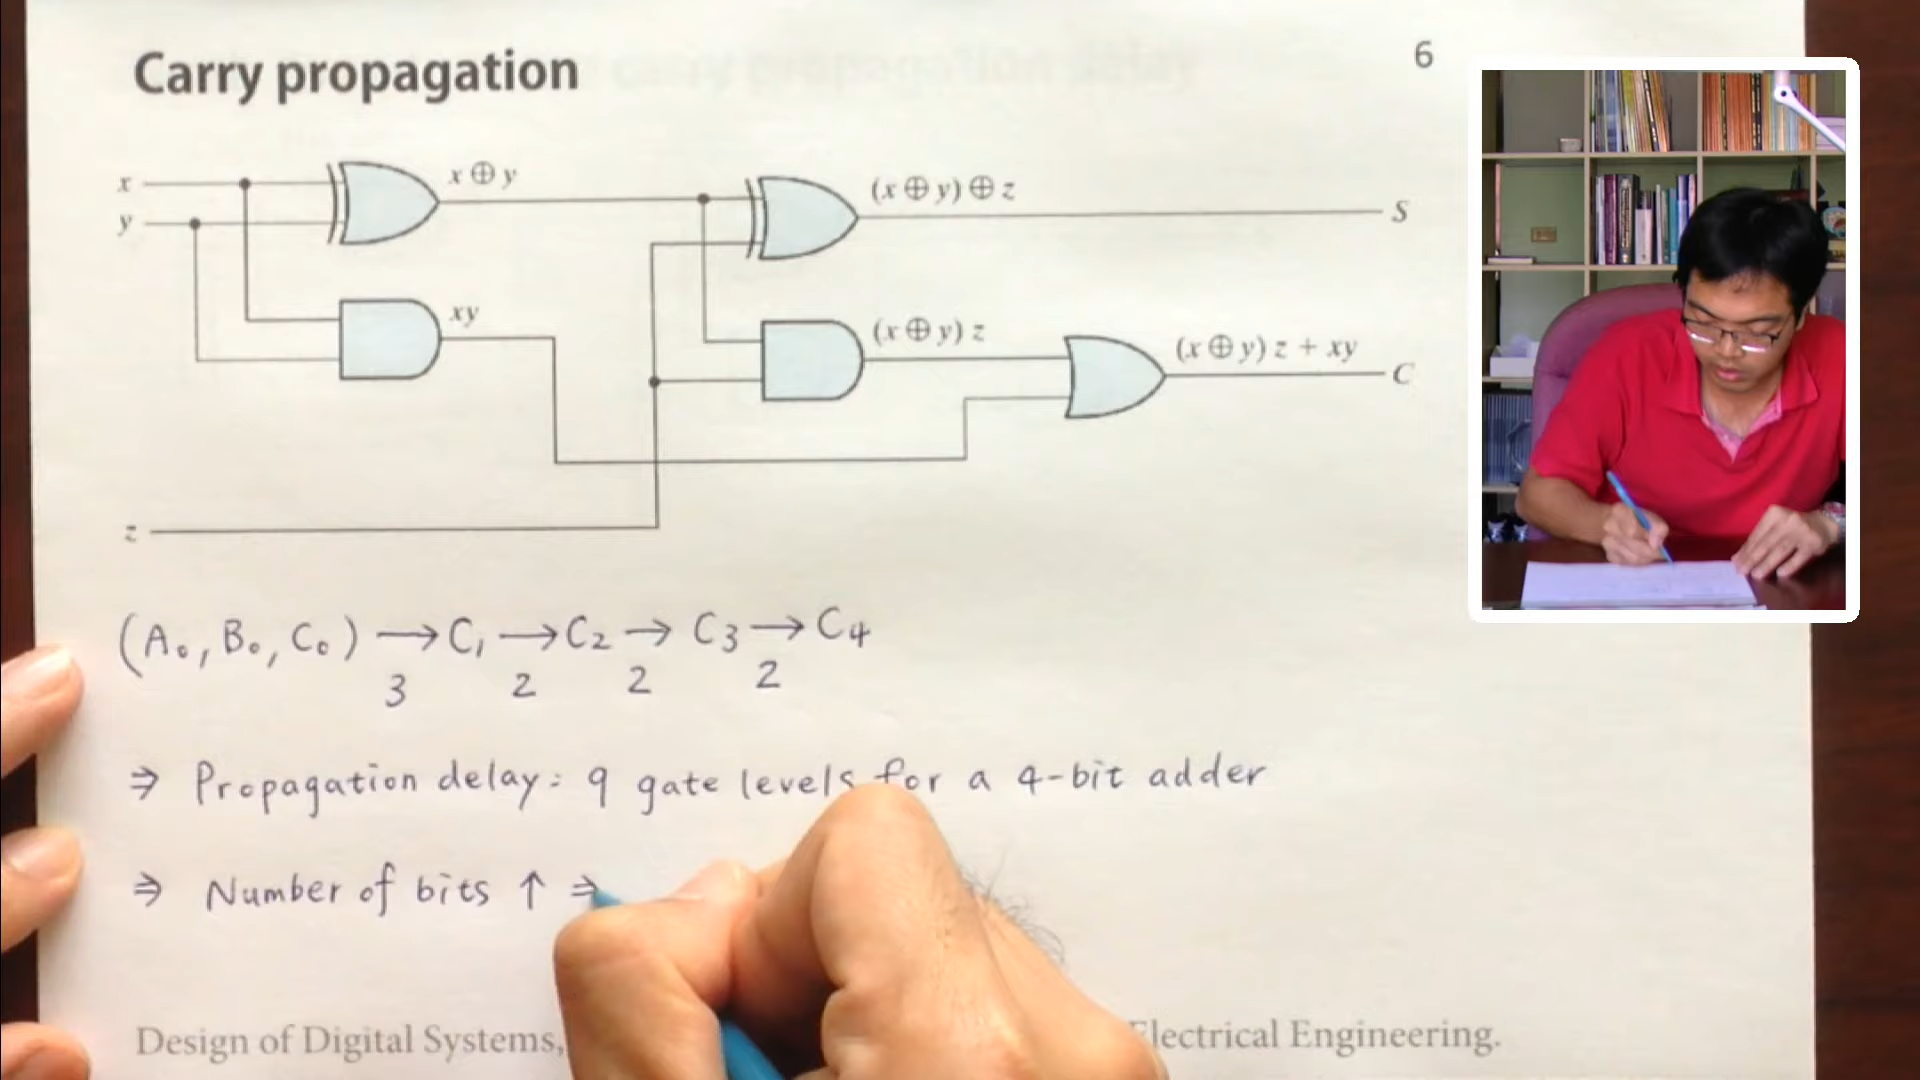 Carry propagation
6
x
y
x ⊕ y
(x ⊕ y) ⊕ z
S
xy
(x ⊕ y) z
(x ⊕ y) z + xy
C
z
(A₀, B₀, C₀) → C₁ → C₂ → C₃ → C₄
3 2 2 2
⇒ Propagation delay: 9 gate levels for a 4-bit adder
⇒ Number of bits ↑ ⇒
Design of Digital Systems, Electrical Engineering.